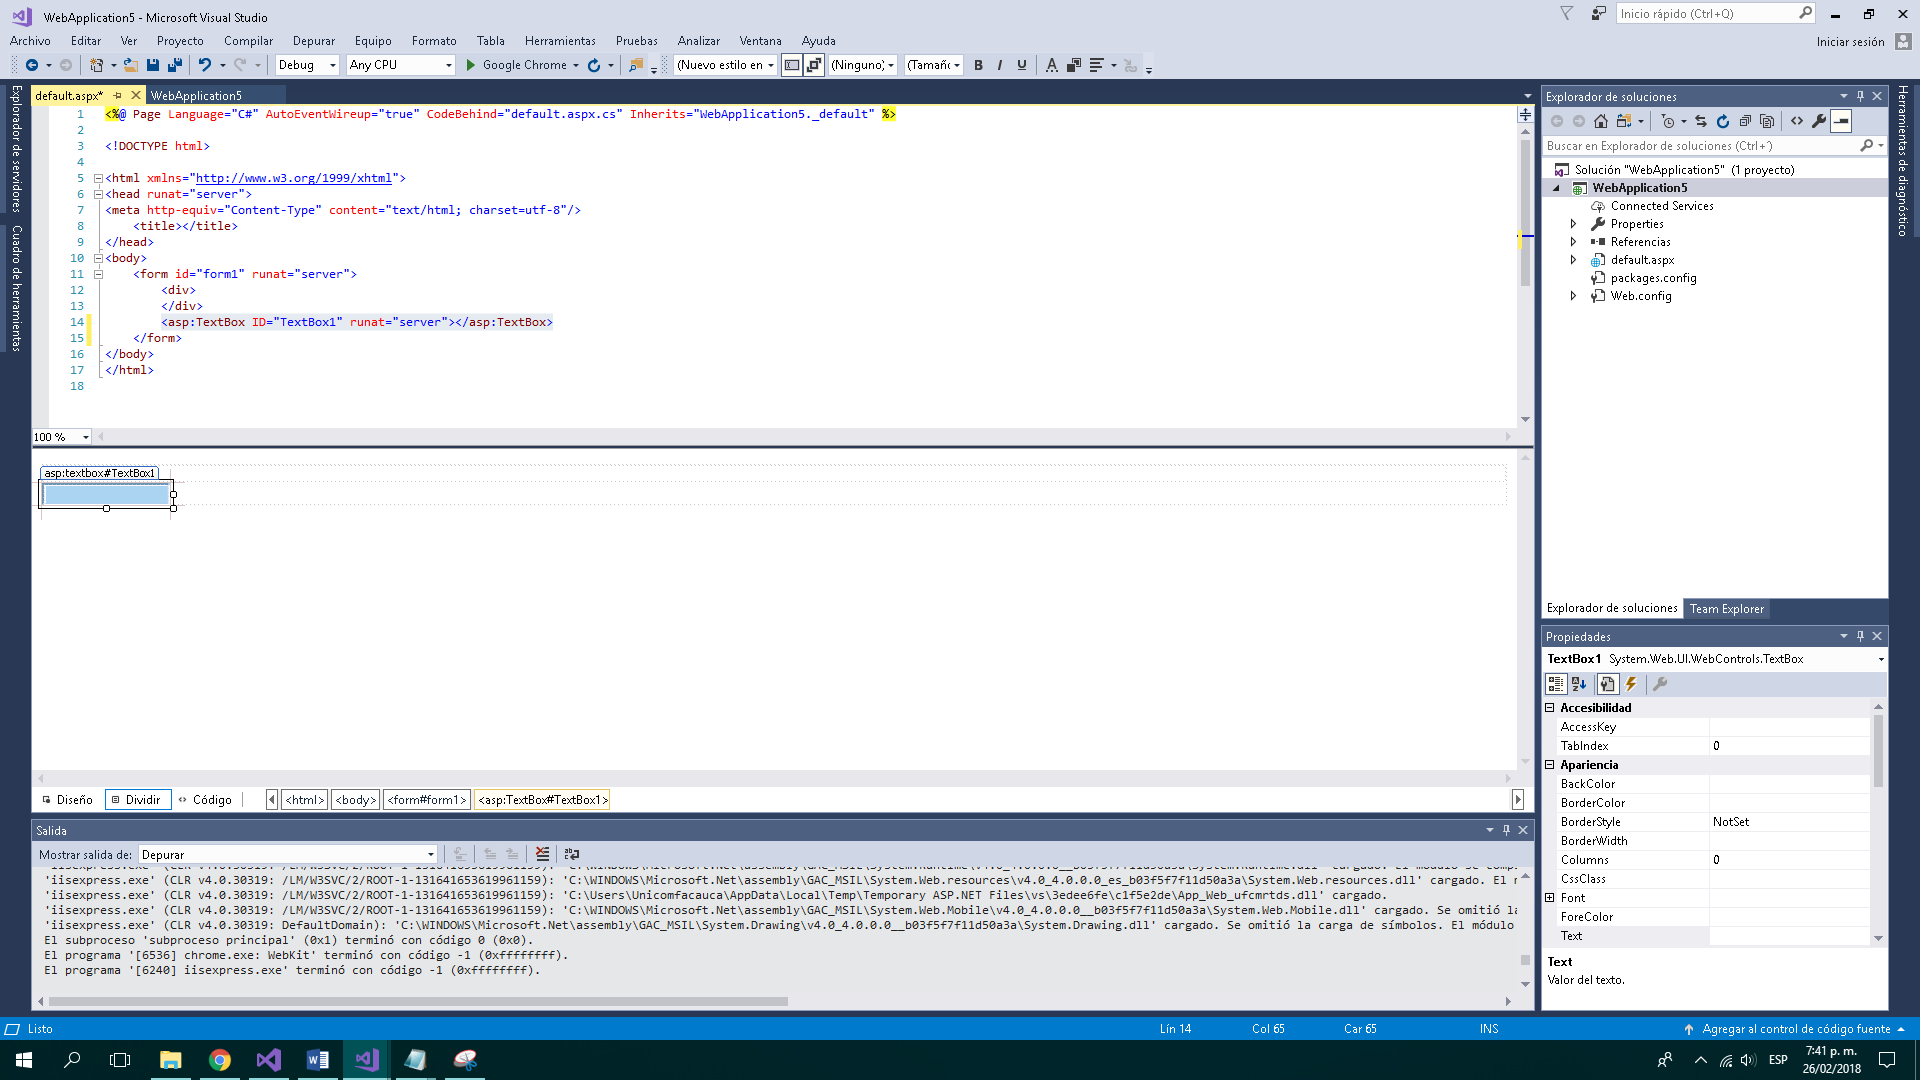 WebApplication5 - Microsoft Visual Studio
Inicio rápido (Ctrl+Q)
Archivo Editar Ver Proyecto Compilar Depurar Equipo Formato Tabla Herramientas Pruebas Analizar Ventana Ayuda
Iniciar sesión
Debug Any CPU Google Chrome (Nuevo estilo en (Ninguno) (Tamañ
B I U A
Explorador de servidores
Cuadro de herramientas
default.aspx* WebApplication5
1 <%@ Page Language="C#" AutoEventWireup="true" CodeBehind="default.aspx.cs" Inherits="WebApplication5._default" %>
2
3 <!DOCTYPE html>
4
5 <html xmlns="http://www.w3.org/1999/xhtml">
6 <head runat="server">
7 <meta http-equiv="Content-Type" content="text/html; charset=utf-8"/>
8 <title></title>
9 </head>
10 <body>
11 <form id="form1" runat="server">
12 <div>
13 </div>
14 <asp:TextBox ID="TextBox1" runat="server"></asp:TextBox>
15 </form>
16 </body>
17 </html>
18
100 %
asp:textbox#TextBox1
Diseño Dividir Código <html> <body> <form#form1> <asp:TextBox#TextBox1>
Salida
Mostrar salida de: Depurar
'iisexpress.exe' (CLR v4.0.30319: /LM/W3SVC/2/ROOT-1-131641653619961159): 'C:\WINDOWS\Microsoft.Net\assembly\GAC_MSIL\System.Web.resources\v4.0_4.0.0.0_es_b03f5f7f11d50a3a\System.Web.resources.dll' cargado. El
'iisexpress.exe' (CLR v4.0.30319: /LM/W3SVC/2/ROOT-1-131641653619961159): 'C:\Users\Unicomfacauca\AppData\Local\Temp\Temporary ASP.NET Files\vs\3edee6fe\c1f5e2de\App_Web_ufcmrtds.dll' cargado.
'iisexpress.exe' (CLR v4.0.30319: /LM/W3SVC/2/ROOT-1-131641653619961159): 'C:\WINDOWS\Microsoft.Net\assembly\GAC_MSIL\System.Web.Mobile\v4.0_4.0.0.0__b03f5f7f11d50a3a\System.Web.Mobile.dll' cargado. Se omitió la
'iisexpress.exe' (CLR v4.0.30319: DefaultDomain): 'C:\WINDOWS\Microsoft.Net\assembly\GAC_MSIL\System.Drawing\v4.0_4.0.0.0__b03f5f7f11d50a3a\System.Drawing.dll' cargado. Se omitió la carga de símbolos. El módulo
El subproceso 'subproceso principal' (0x1) terminó con código 0 (0x0).
El programa '[6536] chrome.exe: WebKit' terminó con código -1 (0xffffffff).
El programa '[6240] iisexpress.exe' terminó con código -1 (0xffffffff).
Explorador de soluciones
Buscar en Explorador de soluciones (Ctrl+´)
Solución "WebApplication5" (1 proyecto)
WebApplication5
Connected Services
Properties
Referencias
default.aspx
packages.config
Web.config
Explorador de soluciones Team Explorer
Propiedades
TextBox1 System.Web.UI.WebControls.TextBox
Accesibilidad
AccessKey
TabIndex 0
Apariencia
BackColor
BorderColor
BorderStyle NotSet
BorderWidth
Columns 0
CssClass
Font
ForeColor
Text
Text
Valor del texto.
Herramientas de diagnóstico
Listo Lín 14 Col 65 Car 65 INS Agregar al control de código fuente
ESP 7:41 p. m.
26/02/2018